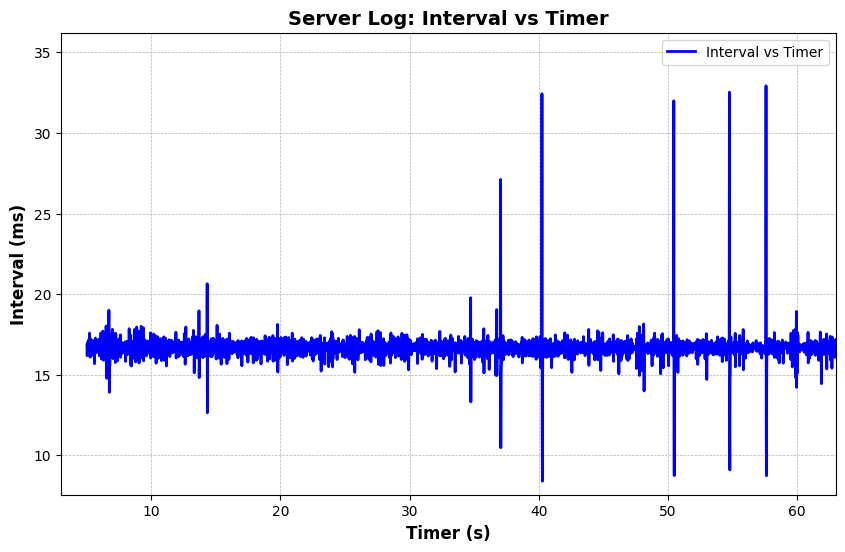 Server Log: Interval vs Timer
Interval vs Timer
35
30
25
20
15
10
Interval (ms)
10 20 30 40 50 60
Timer (s)